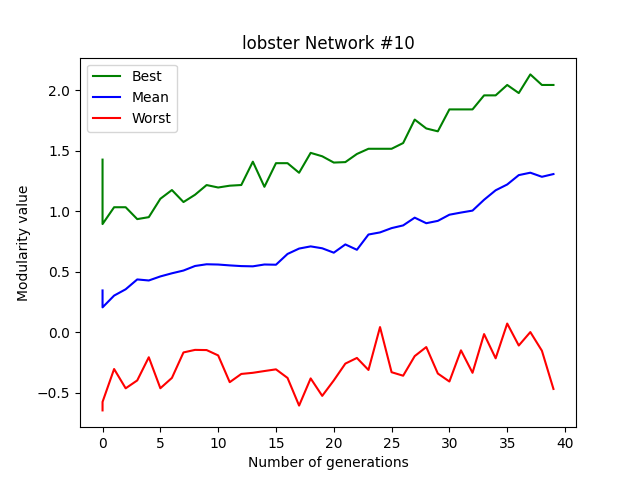 lobster Network #10
Best
Mean
Worst
Modularity value
2.0
1.5
1.0
0.5
0.0
−0.5
0 5 10 15 20 25 30 35 40
Number of generations